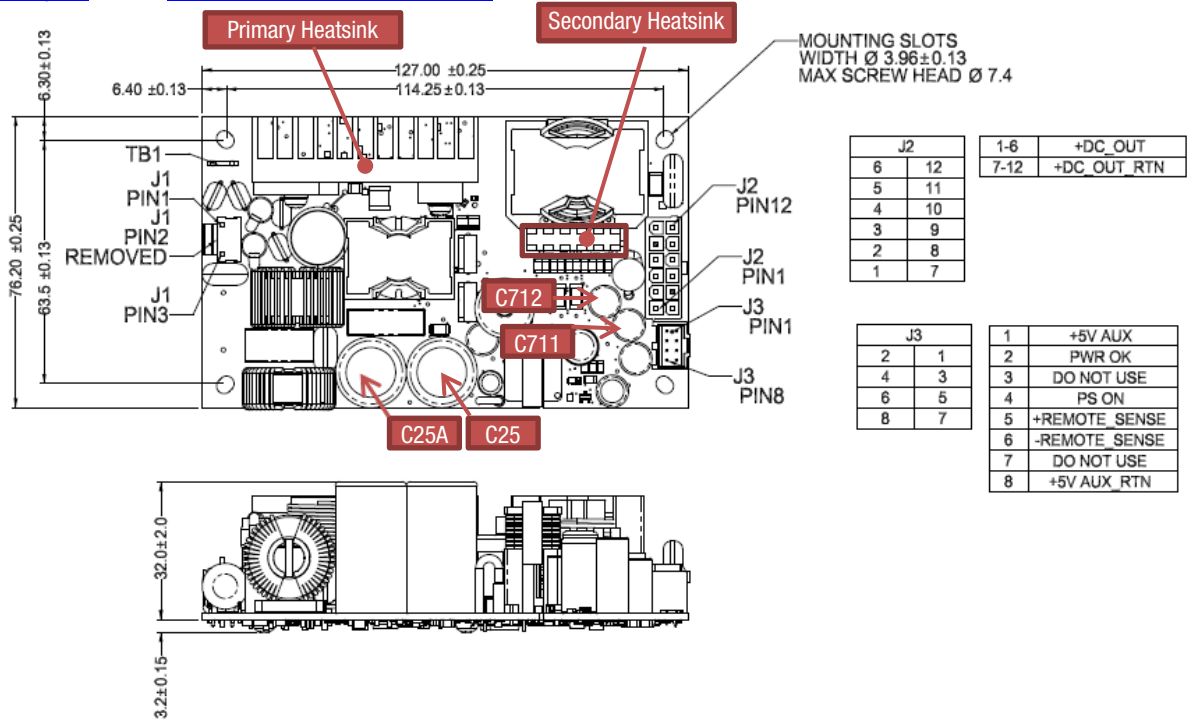 Primary Heatsink
Secondary Heatsink
MOUNTING SLOTS
WIDTH Ø 3.96±0.13
MAX SCREW HEAD Ø 7.4
6.30±0.13
127.00 ±0.25
6.40 ±0.13
114.25±0.13
76.20 ±0.25
63.5 ±0.13
TB1
J1
PIN1
J1
PIN2
REMOVED
J1
PIN3
J2
PIN12
J2
PIN1
J3
PIN1
J3
PIN8
C712
C711
C25A
C25
J2
6 12
5 11
4 10
3 9
2 8
1 7
1-6 +DC_OUT
7-12 +DC_OUT_RTN
J3
2 1
4 3
6 5
8 7
1 +5V AUX
2 PWR OK
3 DO NOT USE
4 PS ON
5 +REMOTE_SENSE
6 -REMOTE_SENSE
7 DO NOT USE
8 +5V AUX_RTN
32.0±2.0
3.2±0.15